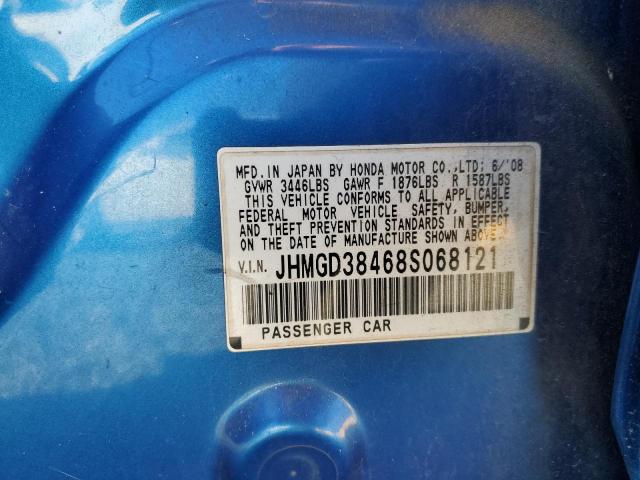 MFD.IN JAPAN BY HONDA MOTOR CO.,LTD; 6/'08
GVWR 3446LBS GAWR F 1876LBS R 1587LBS
THIS VEHICLE CONFORMS TO ALL APPLICABLE
FEDERAL MOTOR VEHICLE SAFETY, BUMPER,
AND THEFT PREVENTION STANDARDS IN EFFECT
ON THE DATE OF MANUFACTURE SHOWN ABOVE.
V.I.N. JHMGD38468S068121
PASSENGER CAR